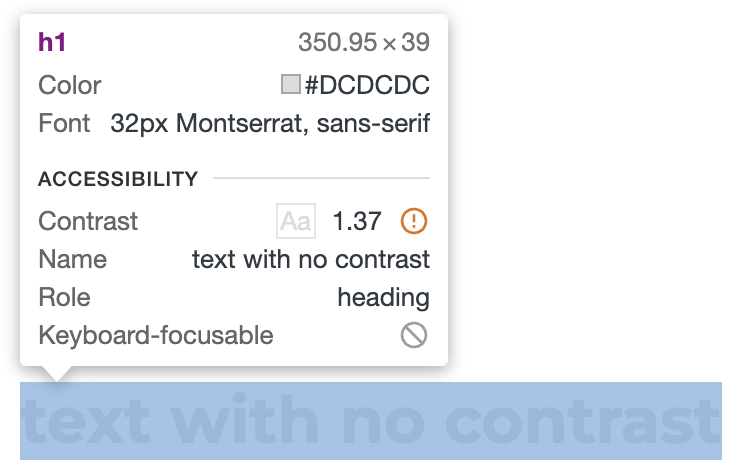 h1 350.95 × 39
Color #DCDCDC
Font 32px Montserrat, sans-serif
ACCESSIBILITY
Contrast Aa 1.37
Name text with no contrast
Role heading
Keyboard-focusable
text with no contrast